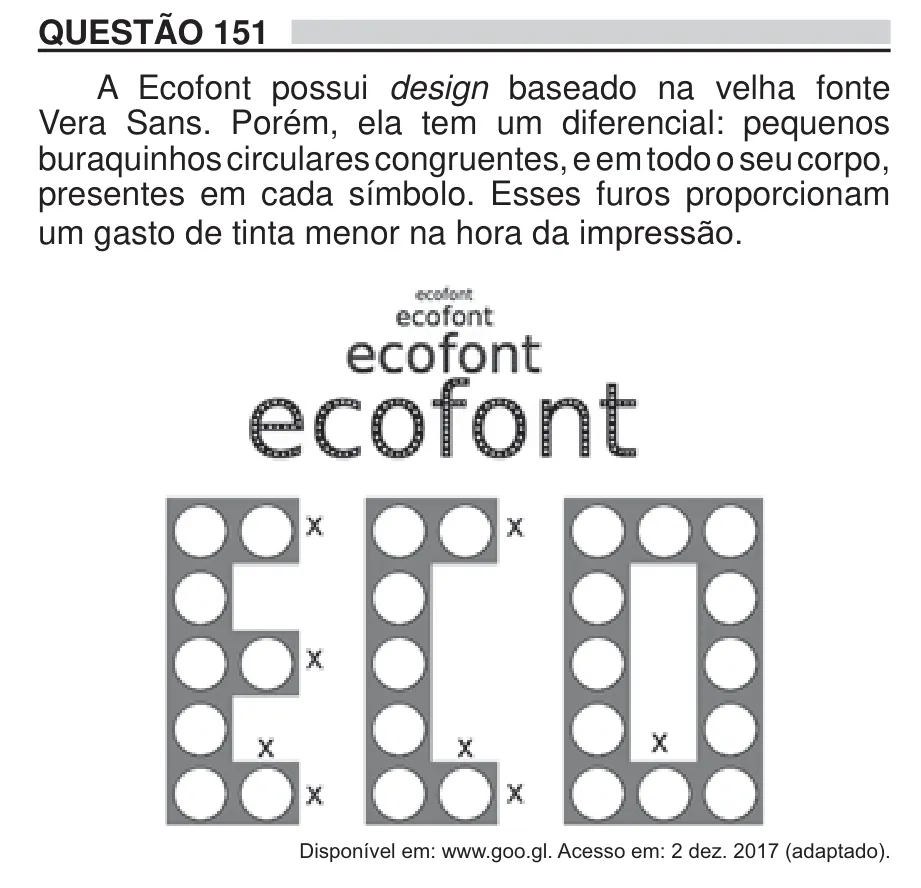 QUESTÃO 151
A Ecofont possui design baseado na velha fonte
Vera Sans. Porém, ela tem um diferencial: pequenos
buraquinhos circulares congruentes, e em todo o seu corpo,
presentes em cada símbolo. Esses furos proporcionam
um gasto de tinta menor na hora da impressão.
ecofont
ecofont
ecofont
ecofont
ECO
x x
x
x x x
x x
Disponível em: www.goo.gl. Acesso em: 2 dez. 2017 (adaptado).